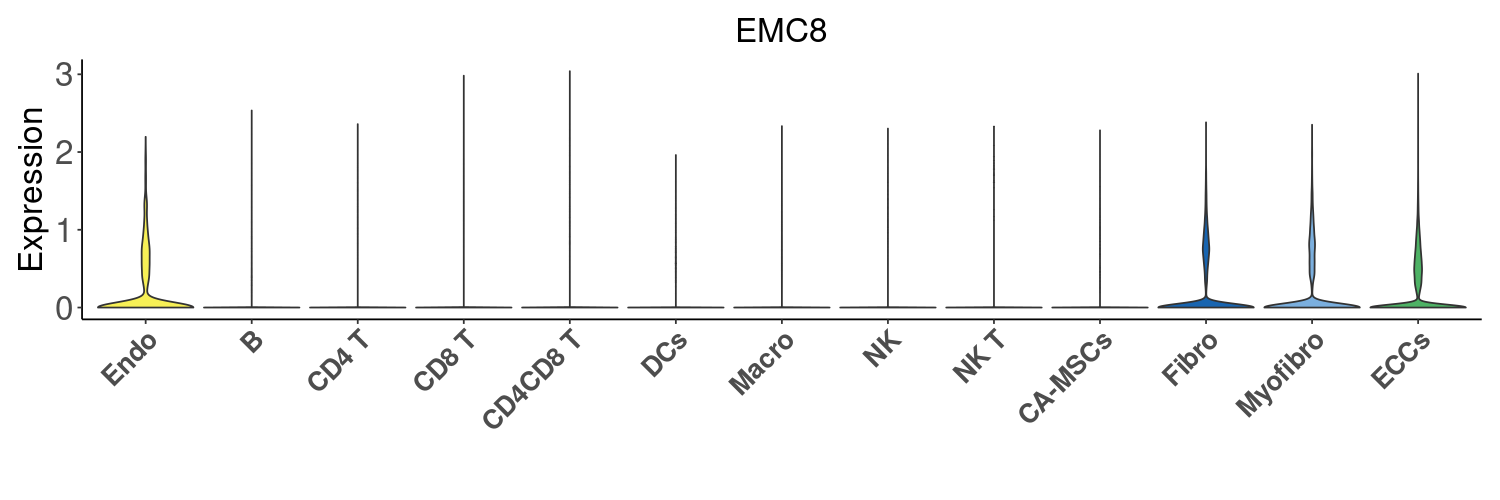 EMC8
Expression
3
2
1
0
Endo
B
CD4 T
CD8 T
CD4CD8 T
DCs
Macro
NK
NK T
CA-MSCs
Fibro
Myofibro
ECCs